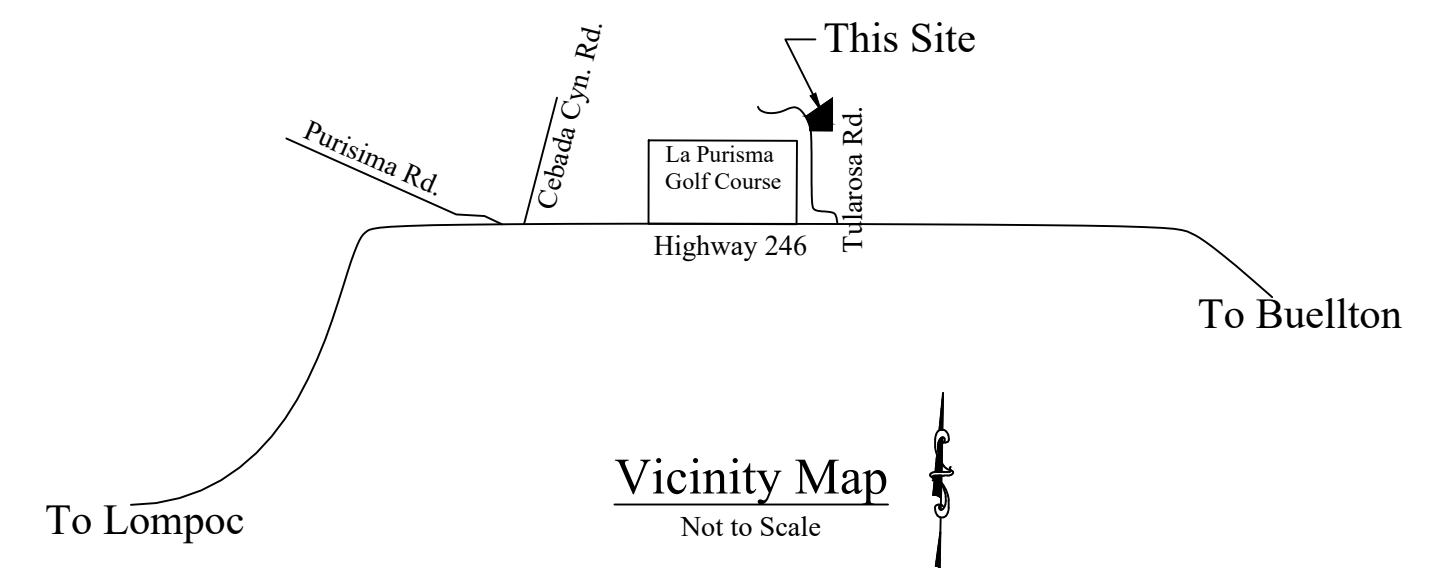 This Site
Cebada Cyn. Rd.
Purisima Rd.
La Purisma
Golf Course
Tularosa Rd.
Highway 246
To Buellton
Vicinity Map
Not to Scale
To Lompoc